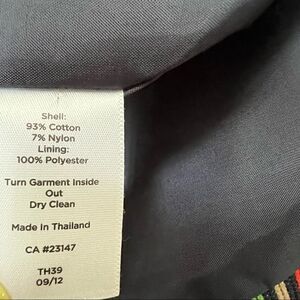 Shell:
93% Cotton
7% Nylon
Lining:
100% Polyester
Turn Garment Inside
Out
Dry Clean
Made in Thailand
CA #23147
TH39
09/12